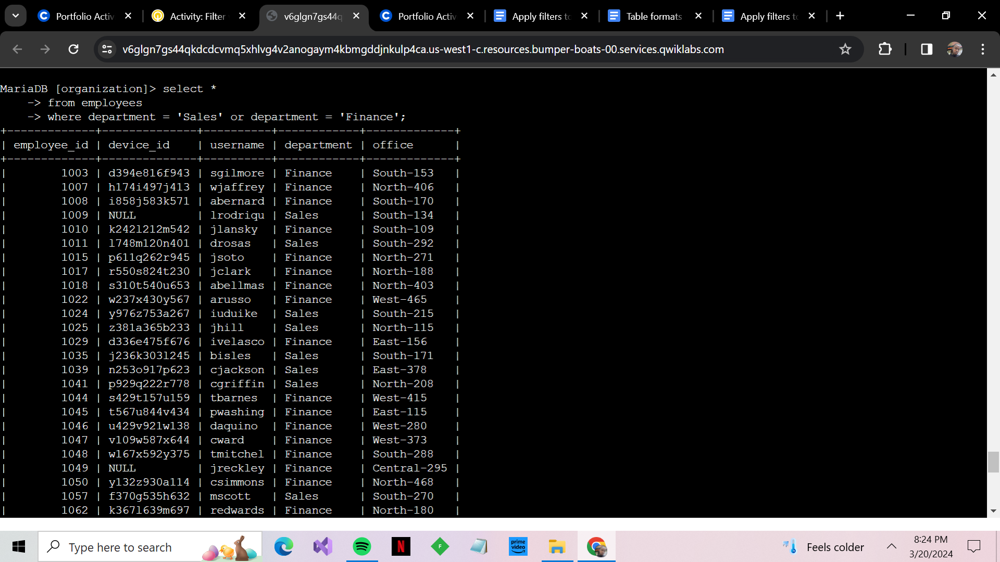 Portfolio Activ
Activity: Filter
v6glgn7gs44q
Portfolio Activ
Apply filters to
Table formats
Apply filters to
v6glgn7gs44qkdcdcvmq5xhlvg4v2anogaym4kbmgddjnkulp4ca.us-west1-c.resources.bumper-boats-00.services.qwiklabs.com
MariaDB [organization]> select *
    -> from employees
    -> where department = 'Sales' or department = 'Finance';
+-------------+--------------+----------+------------+-------------+
| employee_id | device_id    | username | department | office      |
+-------------+--------------+----------+------------+-------------+
|        1003 | d394e816f943 | sgilmore | Finance    | South-153   |
|        1007 | h174i497j413 | wjaffrey | Finance    | North-406   |
|        1008 | i858j583k571 | abernard | Finance    | South-170   |
|        1009 | NULL         | lrodriqu | Sales      | South-134   |
|        1010 | k242l212m542 | jlansky  | Finance    | South-109   |
|        1011 | l748m120n401 | drosas   | Sales      | South-292   |
|        1015 | p611q262r945 | jsoto    | Finance    | North-271   |
|        1017 | r550s824t230 | jclark   | Finance    | North-188   |
|        1018 | s310t540u653 | abellmas | Finance    | North-403   |
|        1022 | w237x430y567 | arusso   | Finance    | West-465    |
|        1024 | y976z753a267 | iuduike  | Sales      | South-215   |
|        1025 | z381a365b233 | jhill    | Sales      | North-115   |
|        1029 | d336e475f676 | ivelasco | Finance    | East-156    |
|        1035 | j236k303l245 | bisles   | Sales      | South-171   |
|        1039 | n253o917p623 | cjackson | Sales      | East-378    |
|        1041 | p929q222r778 | cgriffin | Sales      | North-208   |
|        1044 | s429t157u159 | tbarnes  | Finance    | West-415    |
|        1045 | t567u844v434 | pwashing | Finance    | East-115    |
|        1046 | u429v921w138 | daquino  | Finance    | West-280    |
|        1047 | v109w587x644 | cward    | Finance    | West-373    |
|        1048 | w167x592y375 | tmitchel | Finance    | South-288   |
|        1049 | NULL         | jreckley | Finance    | Central-295 |
|        1050 | y132z930a114 | csimmons | Finance    | North-468   |
|        1057 | f370g535h632 | mscott   | Sales      | South-270   |
|        1062 | k367l639m697 | redwards | Finance    | North-180   |
Type here to search
N
F
prime video
Feels colder
8:24 PM
3/20/2024